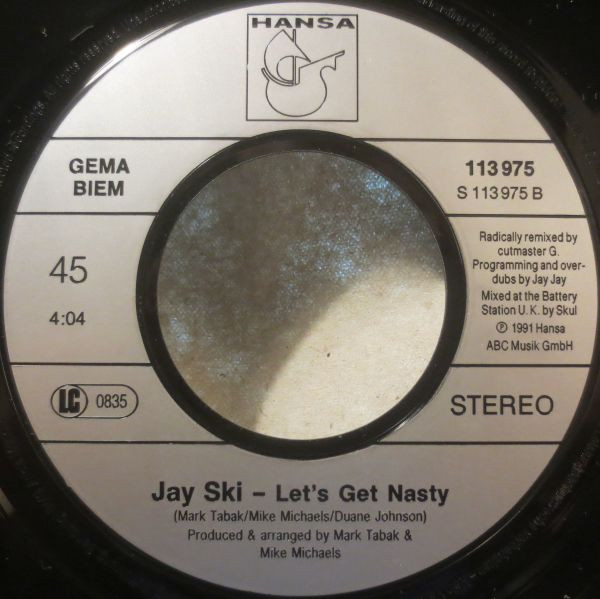 HANSA
GEMA
BIEM
113 975
S 113 975 B
45
4:04
Radically remixed by
cutmaster G.
Programming and over-
dubs by Jay Jay
Mixed at the Battery
Station U. K. by Skul
Ⓟ 1991 Hansa
ABC Musik GmbH
LC 0835
STEREO
Jay Ski – Let's Get Nasty
(Mark Tabak/Mike Michaels/Duane Johnson)
Produced & arranged by Mark Tabak &
Mike Michaels